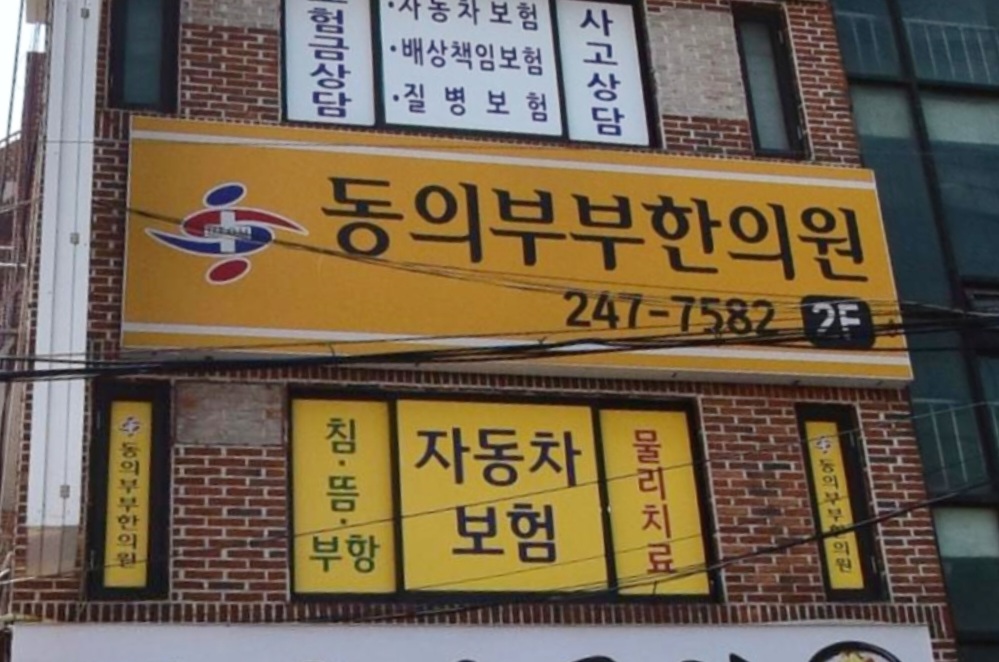 험금상담
·자동차보험
·배상책임보험
·질병보험
사고상담
동의부부한의원
247-7582 2F
동의부부한의원
침·뜸·부항
자동차
보험
물리치료
동의부부한의원